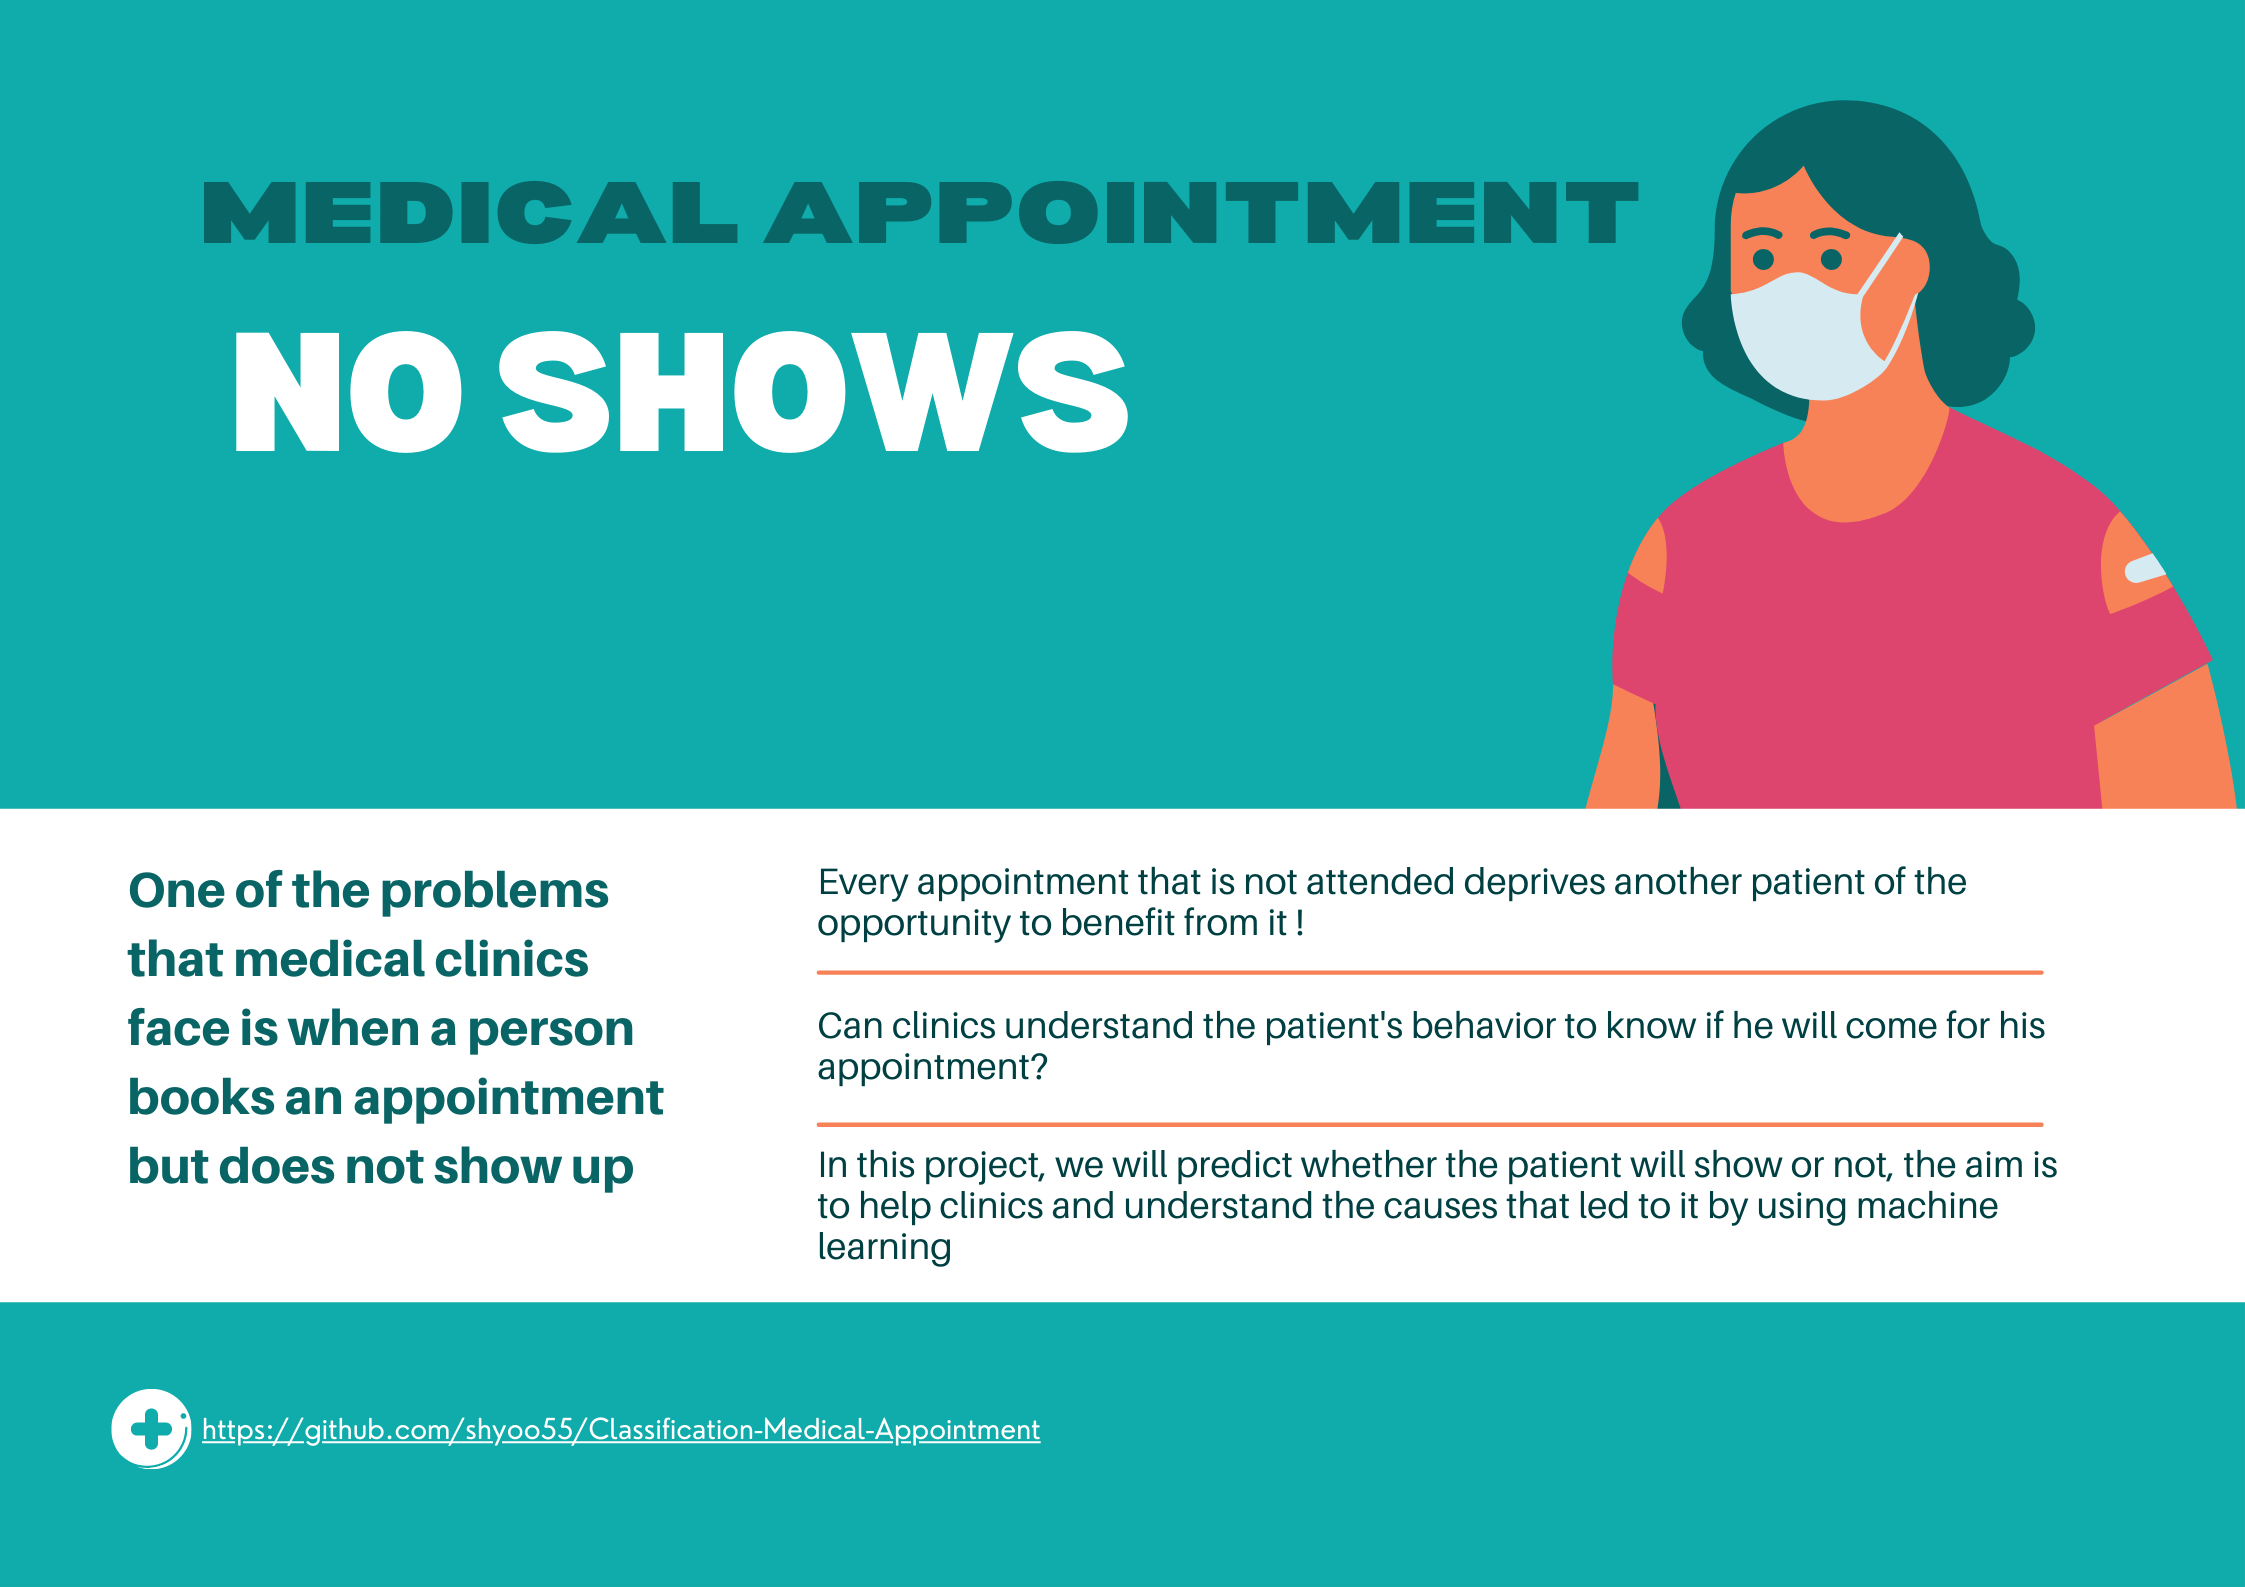 MEDICAL APPOINTMENT
NO SHOWS
One of the problems
that medical clinics
face is when a person
books an appointment
but does not show up
Every appointment that is not attended deprives another patient of the
opportunity to benefit from it !
Can clinics understand the patient's behavior to know if he will come for his
appointment?
In this project, we will predict whether the patient will show or not, the aim is
to help clinics and understand the causes that led to it by using machine
learning
https://github.com/shyoo55/Classification-Medical-Appointment